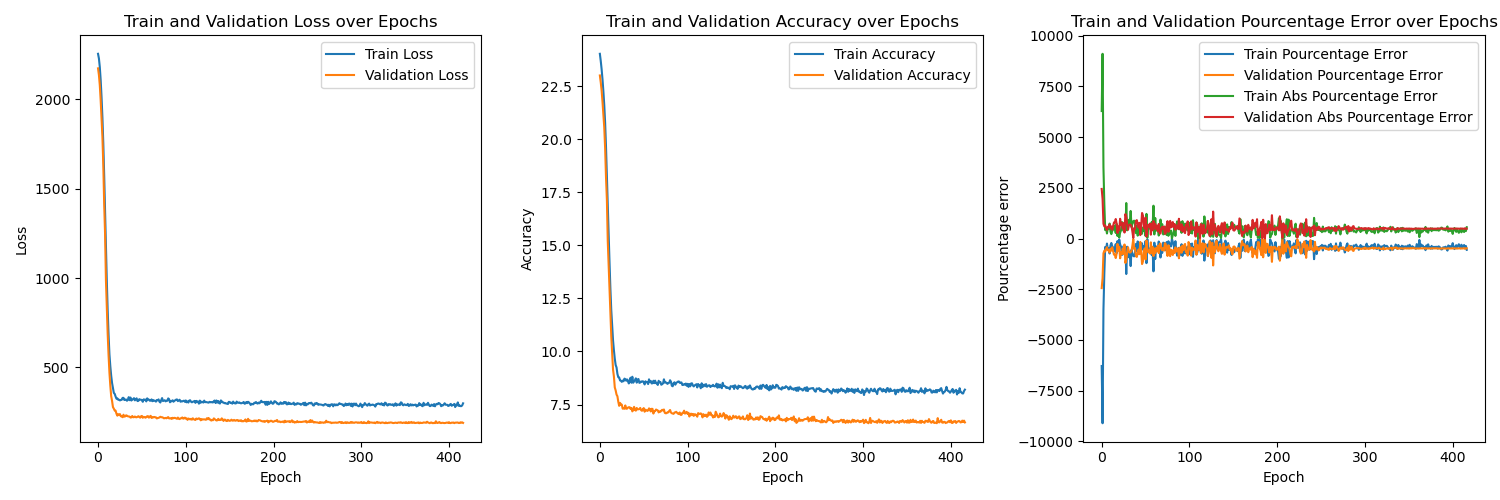 Train and Validation Loss over Epochs
Train Loss
Validation Loss
2000
1500
1000
500
Loss
0
100
200
300
400
Epoch
Train and Validation Accuracy over Epochs
Train Accuracy
Validation Accuracy
22.5
20.0
17.5
15.0
12.5
10.0
7.5
Accuracy
0
100
200
300
400
Epoch
Train and Validation Pourcentage Error over Epochs
Train Pourcentage Error
Validation Pourcentage Error
Train Abs Pourcentage Error
Validation Abs Pourcentage Error
10000
7500
5000
2500
0
−2500
−5000
−7500
−10000
Pourcentage error
0
100
200
300
400
Epoch